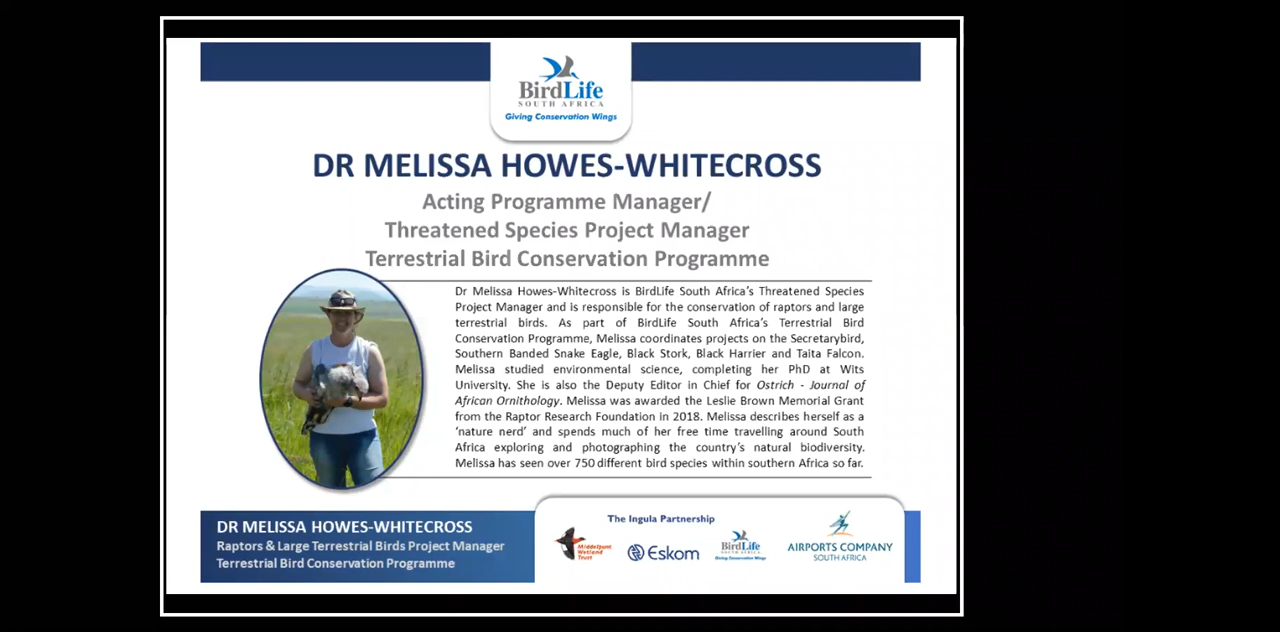 BirdLife
SOUTH AFRICA
Giving Conservation Wings
DR MELISSA HOWES-WHITECROSS
Acting Programme Manager/
Threatened Species Project Manager
Terrestrial Bird Conservation Programme
Dr Melissa Howes-Whitecross is BirdLife South Africa's Threatened Species
Project Manager and is responsible for the conservation of raptors and large
terrestrial birds. As part of BirdLife South Africa's Terrestrial Bird
Conservation Programme, Melissa coordinates projects on the Secretarybird,
Southern Banded Snake Eagle, Black Stork, Black Harrier and Taita Falcon.
Melissa studied environmental science, completing her PhD at Wits
University. She is also the Deputy Editor in Chief for Ostrich - Journal of
African Ornithology. Melissa was awarded the Leslie Brown Memorial Grant
from the Raptor Research Foundation in 2018. Melissa describes herself as a
'nature nerd' and spends much of her free time travelling around South
Africa exploring and photographing the country's natural biodiversity.
Melissa has seen over 750 different bird species within southern Africa so far.
DR MELISSA HOWES-WHITECROSS
Raptors & Large Terrestrial Birds Project Manager
Terrestrial Bird Conservation Programme
The Ingula Partnership
Middelpunt
Wetland
Trust
Eskom
BirdLife
SOUTH AFRICA
Giving Conservation Wings
AIRPORTS COMPANY
SOUTH AFRICA